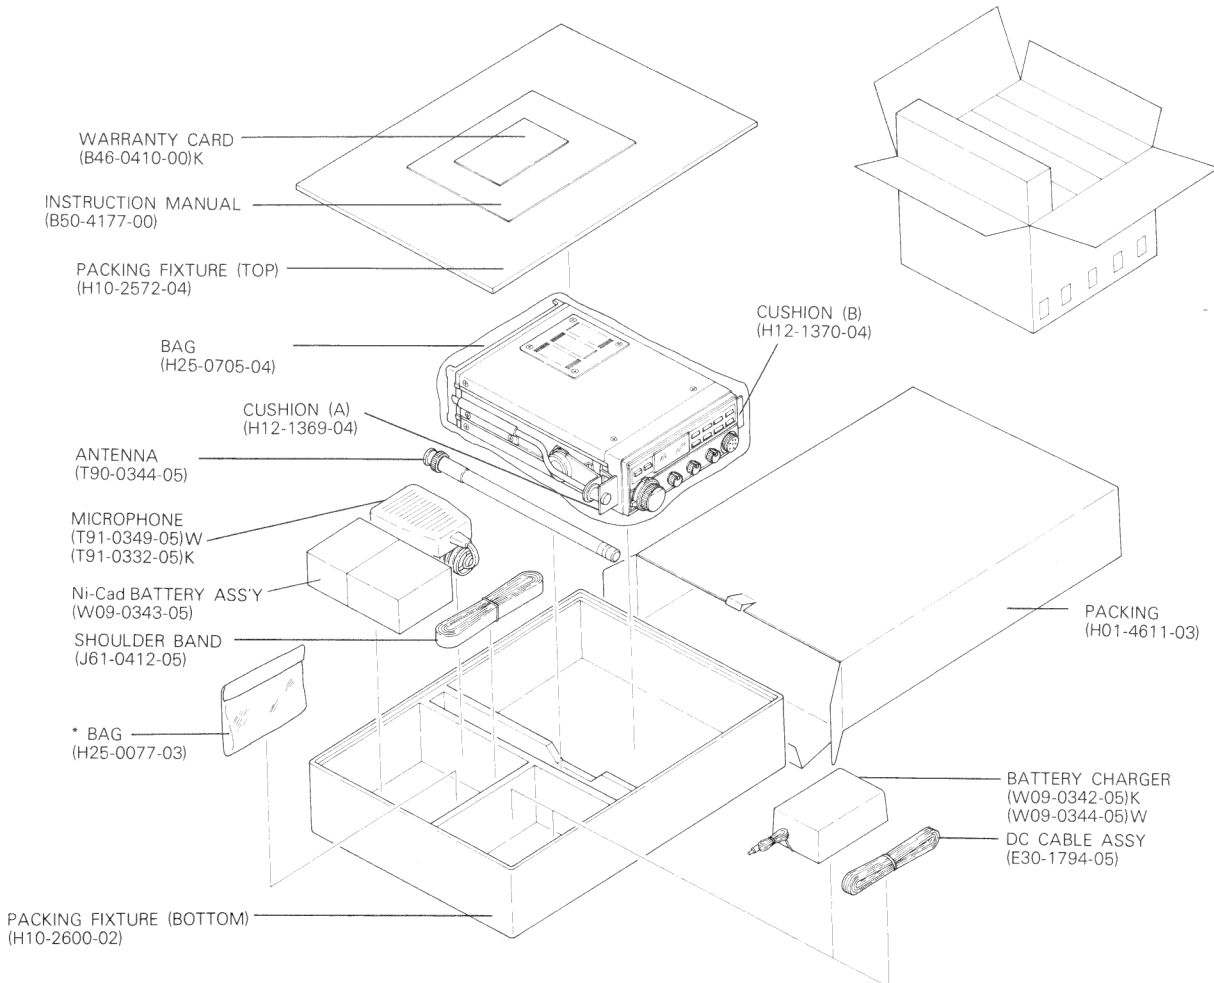 WARRANTY CARD
(B46-0410-00)K
INSTRUCTION MANUAL
(B50-4177-00)
PACKING FIXTURE (TOP)
(H10-2572-04)
CUSHION (B)
(H12-1370-04)
BAG
(H25-0705-04)
CUSHION (A)
(H12-1369-04)
ANTENNA
(T90-0344-05)
MICROPHONE
(T91-0349-05)W
(T91-0332-05)K
Ni-Cad BATTERY ASS'Y
(W09-0343-05)
SHOULDER BAND
(J61-0412-05)
PACKING
(H01-4611-03)
* BAG
(H25-0077-03)
BATTERY CHARGER
(W09-0342-05)K
(W09-0344-05)W
DC CABLE ASSY
(E30-1794-05)
PACKING FIXTURE (BOTTOM)
(H10-2600-02)